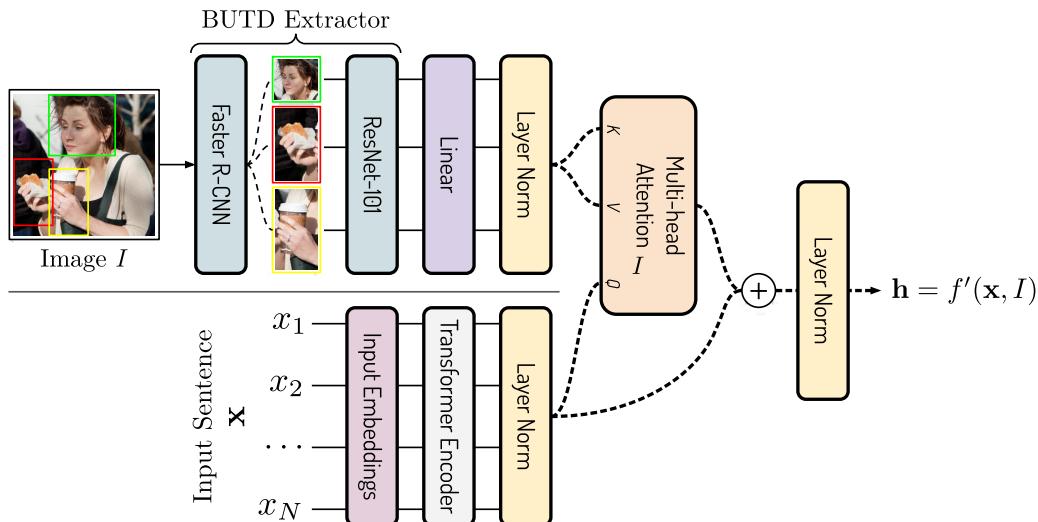 BUTD Extractor
Image I
Faster R-CNN
ResNet-101
Linear
Layer Norm
K
V
Q
Multi-head
Attention
I
+
Layer Norm
h = f′(x, I)
Input Sentence
x
x₁
x₂
...
x_N
Input Embeddings
Transformer Encoder
Layer Norm